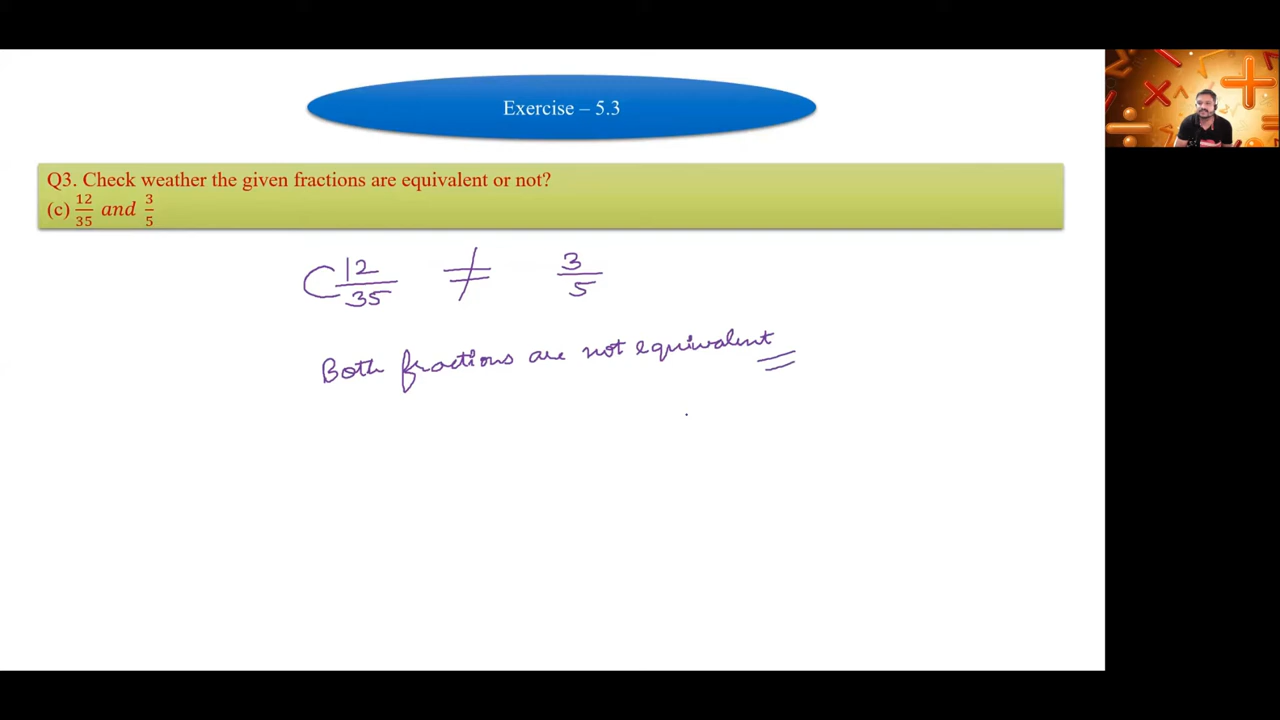 Exercise – 5.3
Q3. Check weather the given fractions are equivalent or not?
(c) 12/35 and 3/5
12/35 ≠ 3/5
Both fractions are not equivalent